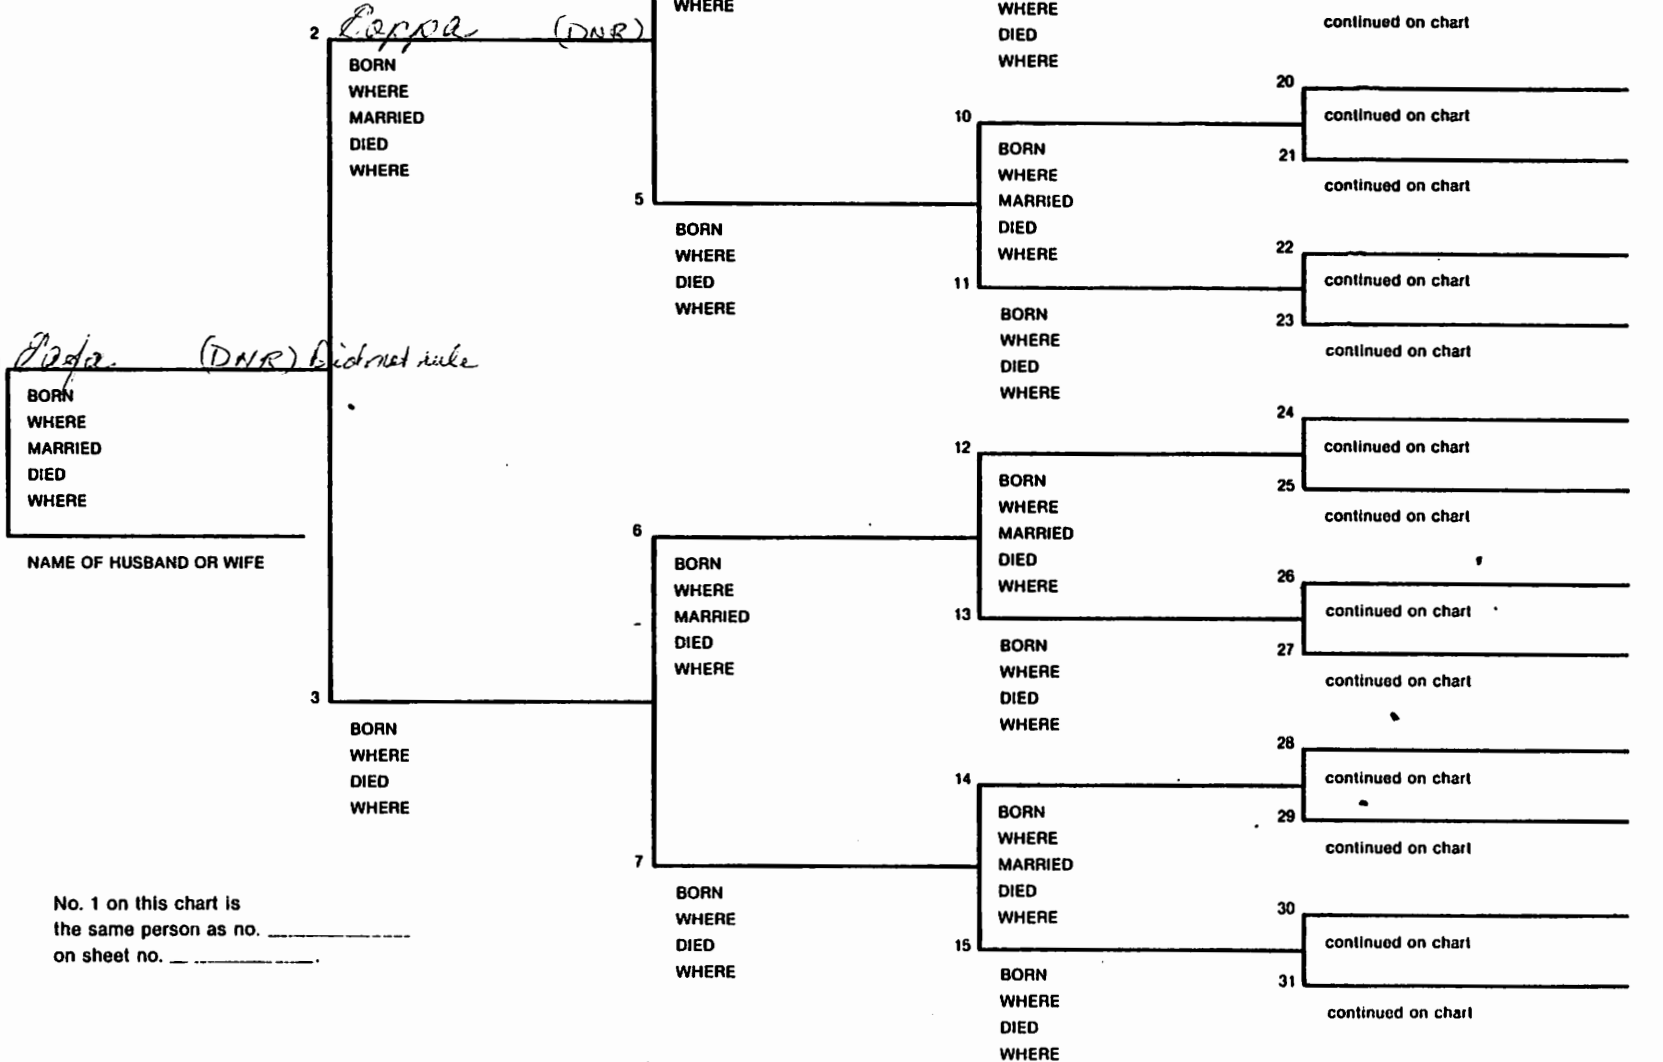 Eafa (DNR) Did not rule
BORN
WHERE
MARRIED
DIED
WHERE
NAME OF HUSBAND OR WIFE
No. 1 on this chart is
the same person as no.
on sheet no.
2 Eoppa (DNR)
BORN
WHERE
MARRIED
DIED
WHERE
3
BORN
WHERE
DIED
WHERE
WHERE
5
BORN
WHERE
DIED
WHERE
6
BORN
WHERE
MARRIED
DIED
WHERE
7
BORN
WHERE
DIED
WHERE
WHERE
DIED
WHERE
10
BORN
WHERE
MARRIED
DIED
WHERE
11
BORN
WHERE
DIED
WHERE
12
BORN
WHERE
MARRIED
DIED
WHERE
13
BORN
WHERE
DIED
WHERE
14
BORN
WHERE
MARRIED
DIED
WHERE
15
BORN
WHERE
DIED
WHERE
continued on chart
20
continued on chart
21
continued on chart
22
continued on chart
23
continued on chart
24
continued on chart
25
continued on chart
26
continued on chart
27
continued on chart
28
continued on chart
29
continued on chart
30
continued on chart
31
continued on chart